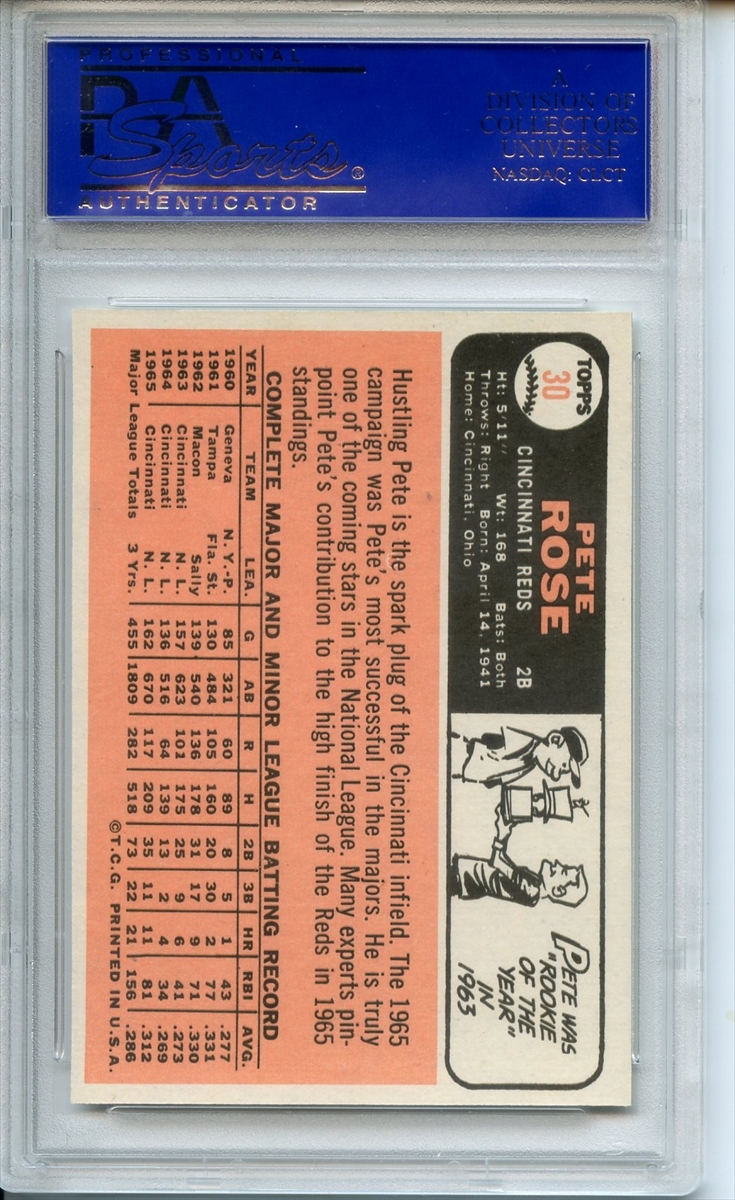 PROFESSIONAL
PSA
Sports®
AUTHENTICATOR
A
DIVISION OF
COLLECTORS
UNIVERSE
NASDAQ: CLCT
TOPPS
30
PETE
ROSE
CINCINNATI REDS 2B
Ht: 5'11" Wt: 168 Bats: Both
Throws: Right Born: April 14, 1941
Home: Cincinnati, Ohio
PETE WAS
"ROOKIE
OF THE
YEAR"
IN
1963
Hustling Pete is the spark plug of the Cincinnati infield. The 1965
campaign was Pete's most successful in the majors. He is truly
one of the coming stars in the National League. Many experts pin-
point Pete's contribution to the high finish of the Reds in 1965
standings.
COMPLETE MAJOR AND MINOR LEAGUE BATTING RECORD
YEAR TEAM LEA. G AB R H 2B 3B HR RBI AVG.
1960 Geneva N. Y.-P. 85 321 60 89 8 5 1 43 .277
1961 Tampa Fla. St. 130 484 105 160 20 30 2 77 .331
1962 Macon Sally 139 540 136 178 31 17 9 71 .330
1963 Cincinnati N. L. 157 623 101 175 25 9 6 41 .273
1964 Cincinnati N. L. 136 516 64 139 13 2 4 34 .269
1965 Cincinnati N. L. 162 670 117 209 35 11 11 81 .312
Major League Totals 3 Yrs. 455 1809 282 518 73 22 21 156 .286
©T.C.G. PRINTED IN U.S.A.